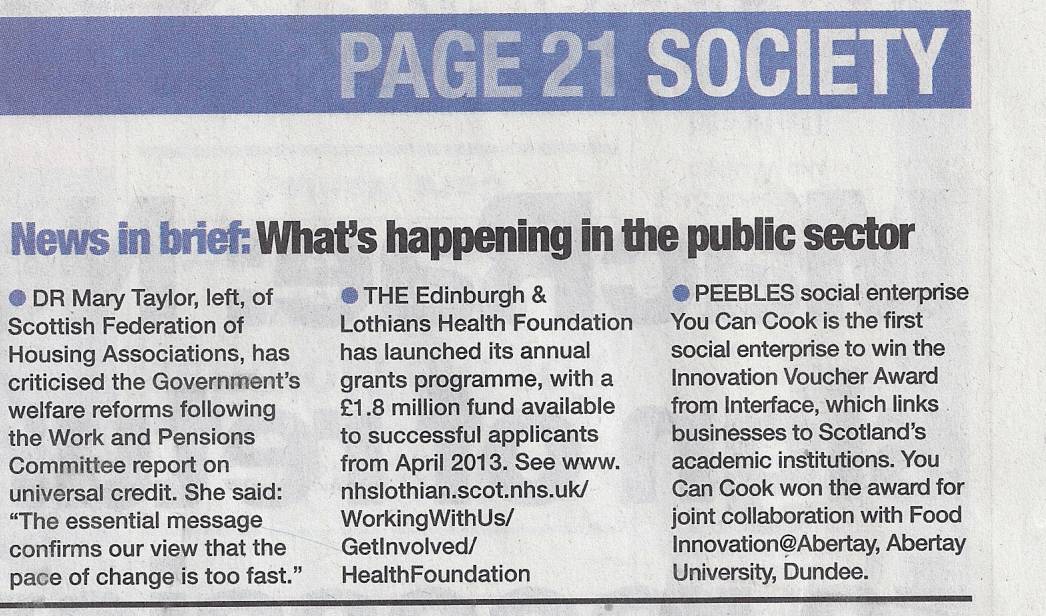 PAGE 21 SOCIETY
News in brief: What's happening in the public sector
● DR Mary Taylor, left, of
Scottish Federation of
Housing Associations, has
criticised the Government's
welfare reforms following
the Work and Pensions
Committee report on
universal credit. She said:
“The essential message
confirms our view that the
pace of change is too fast.”
● THE Edinburgh &
Lothians Health Foundation
has launched its annual
grants programme, with a
£1.8 million fund available
to successful applicants
from April 2013. See www.
nhslothian.scot.nhs.uk/
WorkingWithUs/
GetInvolved/
HealthFoundation
● PEEBLES social enterprise
You Can Cook is the first
social enterprise to win the
Innovation Voucher Award
from Interface, which links
businesses to Scotland's
academic institutions. You
Can Cook won the award for
joint collaboration with Food
Innovation@Abertay, Abertay
University, Dundee.